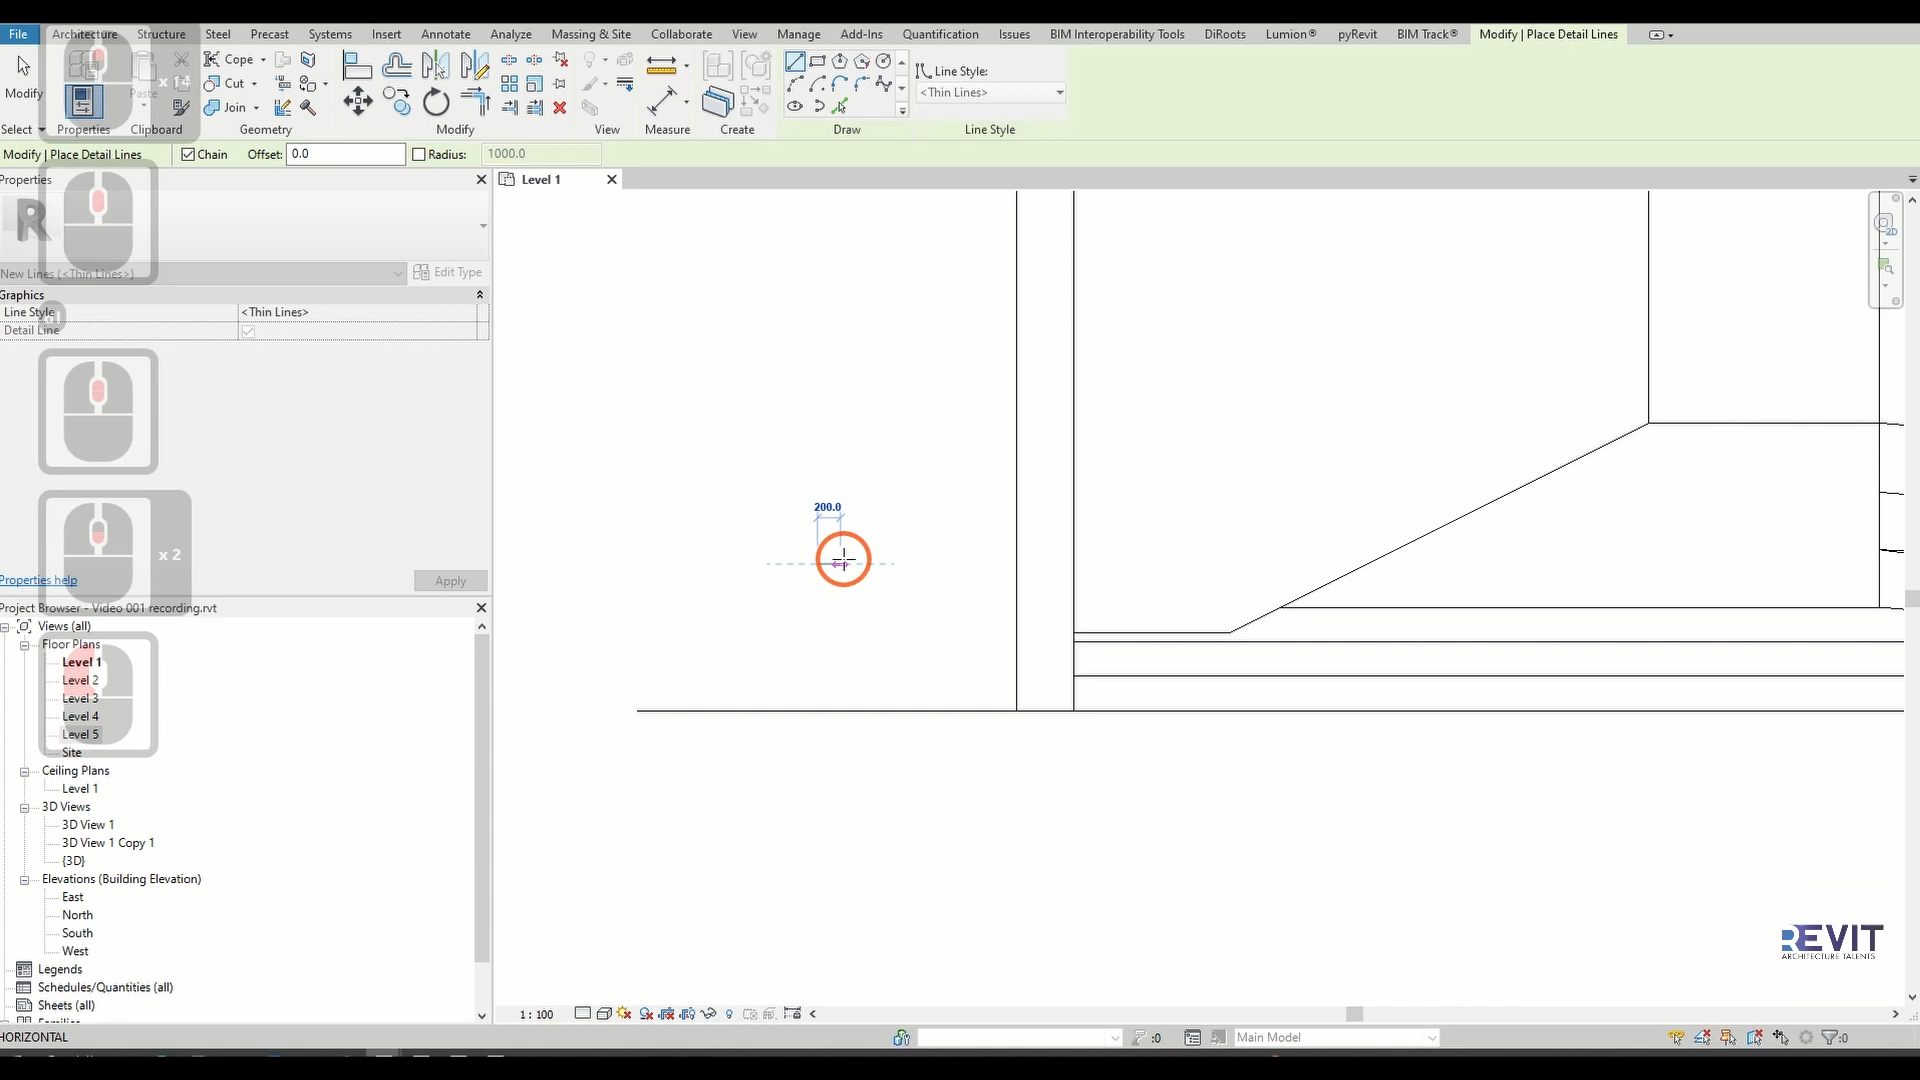 File Architecture Structure Steel Precast Systems Insert Annotate Analyze Massing & Site Collaborate View Manage Add-Ins Quantification Issues BIM Interoperability Tools DiRoots Lumion® pyRevit BIM Track® Modify | Place Detail Lines
Cope
Cut
Join
Modify
Paste
x 14
Line Style:
<Thin Lines>
Select Properties Clipboard Geometry Modify View Measure Create Draw Line Style
Modify | Place Detail Lines Chain Offset: 0.0 Radius: 1000.0
Properties
Level 1
R
2D
New Lines (<Thin Lines>)
Edit Type
Graphics
Line Style <Thin Lines>
Detail Line
200.0
x 2
Properties help
Apply
Project Browser - Video 001 recording.rvt
Views (all)
Floor Plans
Level 1
Level 2
Level 3
Level 4
Level 5
Site
Ceiling Plans
Level 1
3D Views
3D View 1
3D View 1 Copy 1
{3D}
Elevations (Building Elevation)
East
North
South
West
Legends
Schedules/Quantities (all)
Sheets (all)
REVIT
ARCHITECTURE TALENTS
1 : 100
HORIZONTAL
:0
Main Model
:0